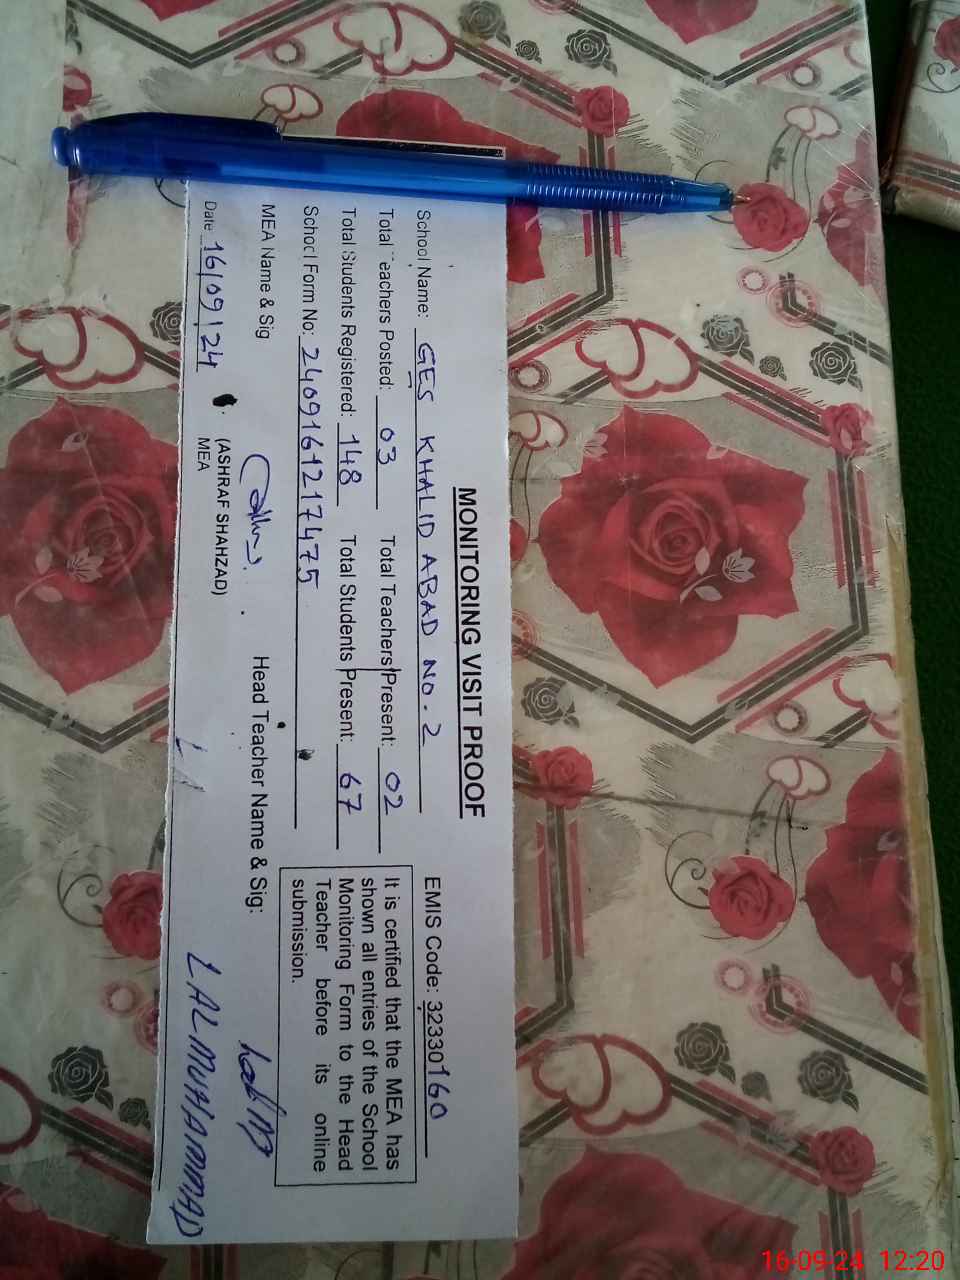 MONITORING VISIT PROOF
School Name: GES KHALID ABAD NO. 2 EMIS Code: 32330160
Total Teachers Posted: 03 Total Teachers Present: 02
Total Students Registered: 148 Total Students Present: 67
School Form No: 2409161217475
It is certified that the MEA has
shown all entries of the School
Monitoring Form to the Head
Teacher before its online
submission.
MEA Name & Sig Head Teacher Name & Sig:
(ASHRAF SHAHZAD)
MEA
Date 16/09/24 LAL MUHAMMAD
16-09-24 12:20